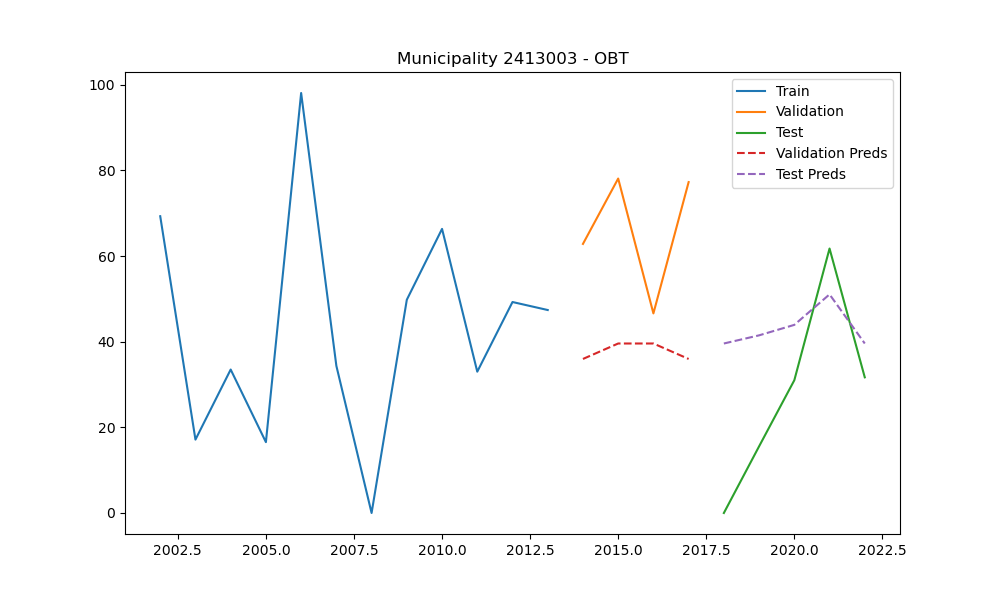 Municipality 2413003 - OBT
100
80
60
40
20
0
2002.5 2005.0 2007.5 2010.0 2012.5 2015.0 2017.5 2020.0 2022.5
Train
Validation
Test
Validation Preds
Test Preds